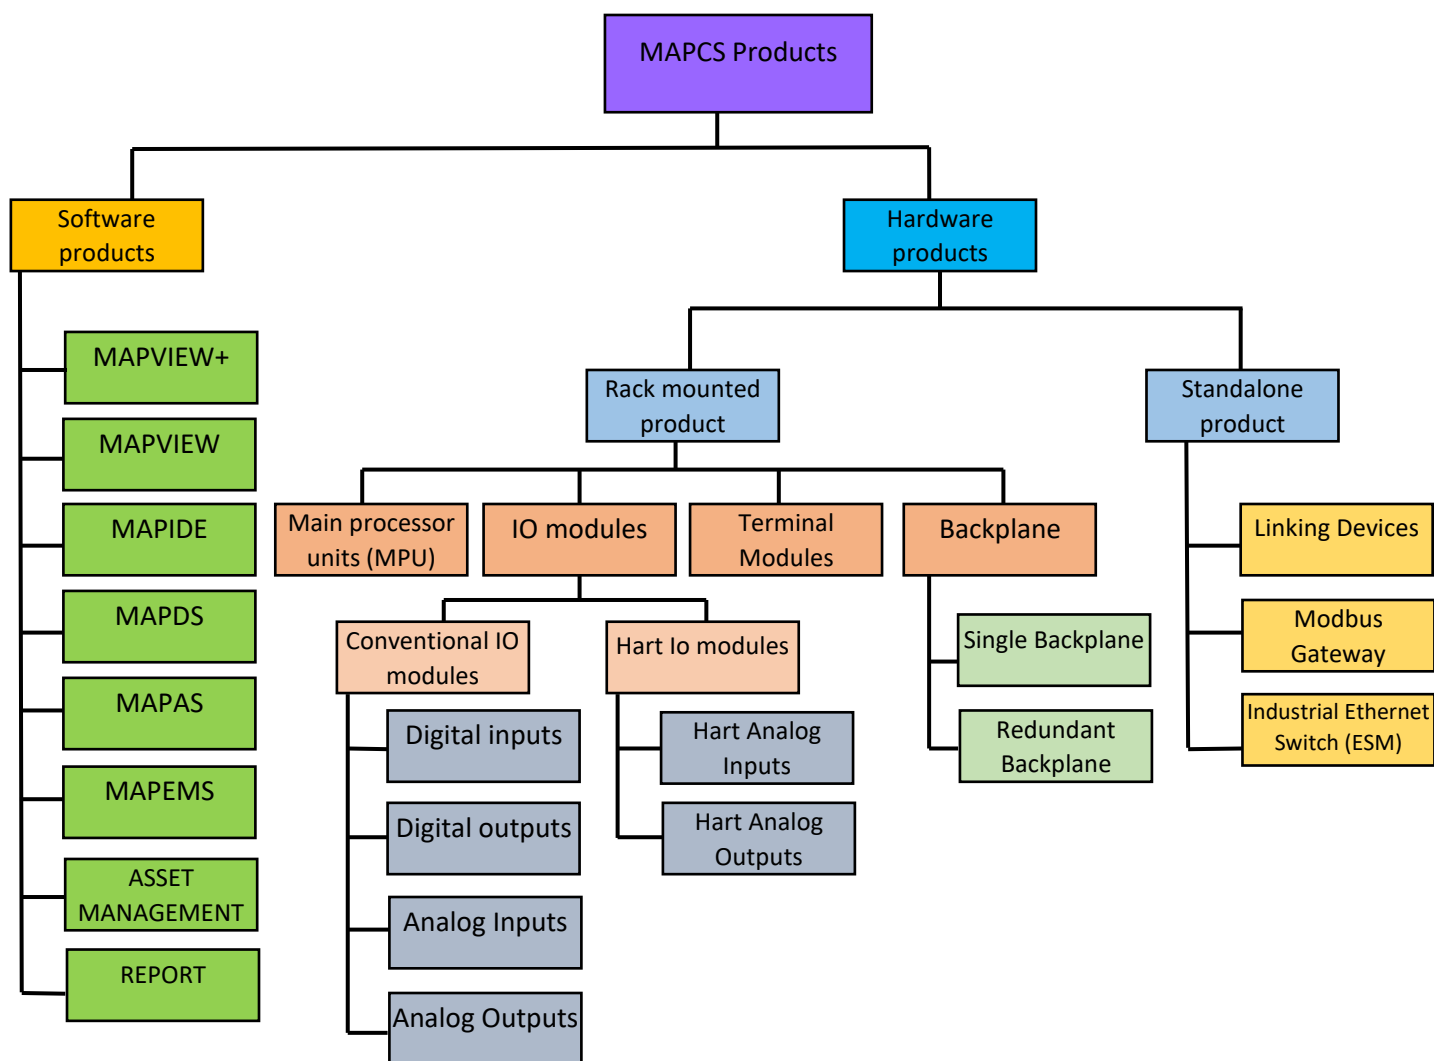 MAPCS Products
Software
products
Hardware
products
MAPVIEW+
MAPVIEW
MAPIDE
MAPDS
MAPAS
MAPEMS
ASSET
MANAGEMENT
REPORT
Rack mounted
product
Standalone
product
Main processor
units (MPU)
IO modules
Terminal
Modules
Backplane
Conventional IO
modules
Hart Io modules
Digital inputs
Digital outputs
Analog Inputs
Analog Outputs
Hart Analog
Inputs
Hart Analog
Outputs
Single Backplane
Redundant
Backplane
Linking Devices
Modbus
Gateway
Industrial Ethernet
Switch (ESM)